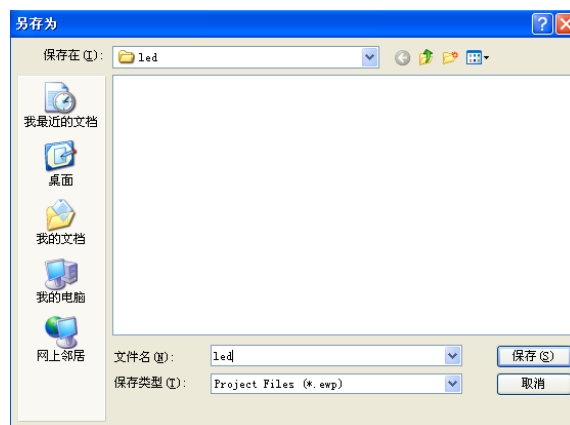 另存为
保存在(I):
led
我最近的文档
桌面
我的文档
我的电脑
网上邻居
文件名(N):
led
保存(S)
保存类型(T):
Project Files (*.ewp)
取消